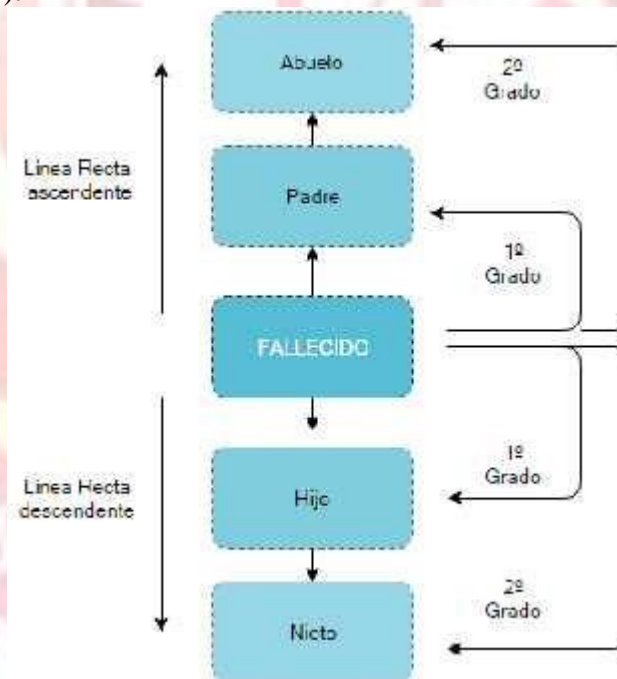 ).
Abuelo
2º
Grado
Linea Recta
ascendente
Padre
1º
Grado
FALLECIDO
Linea Recta
descendente
1º
Grado
Hijo
2º
Grado
Nieto